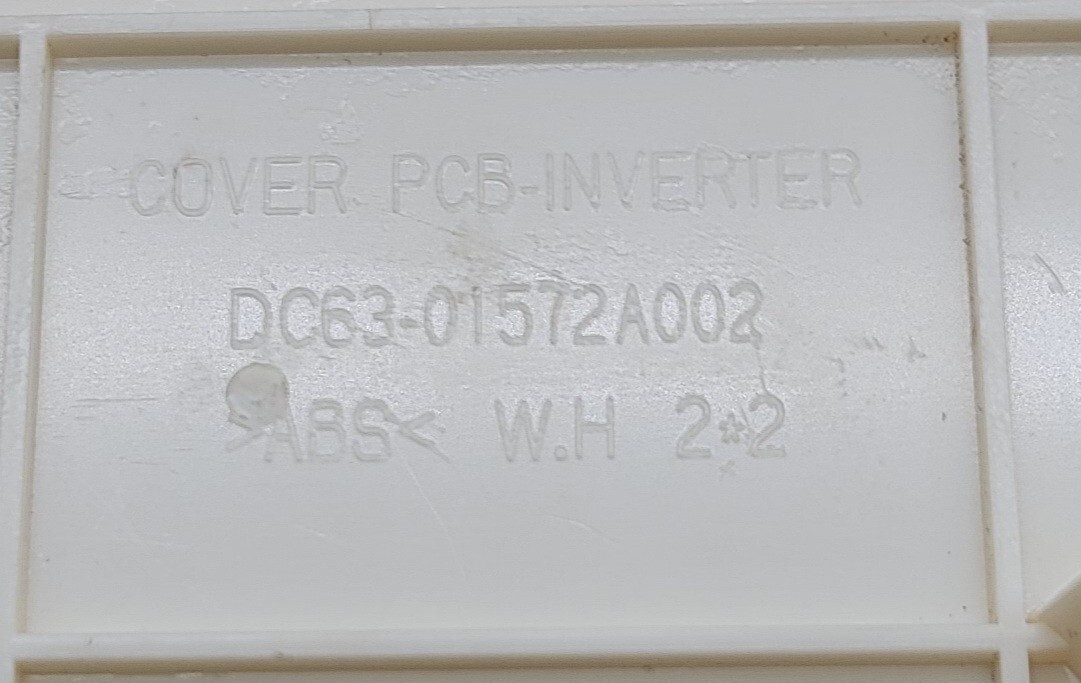 COVER PCB-INVERTER
DC63-01572A002
>ABS< W.H 2*2